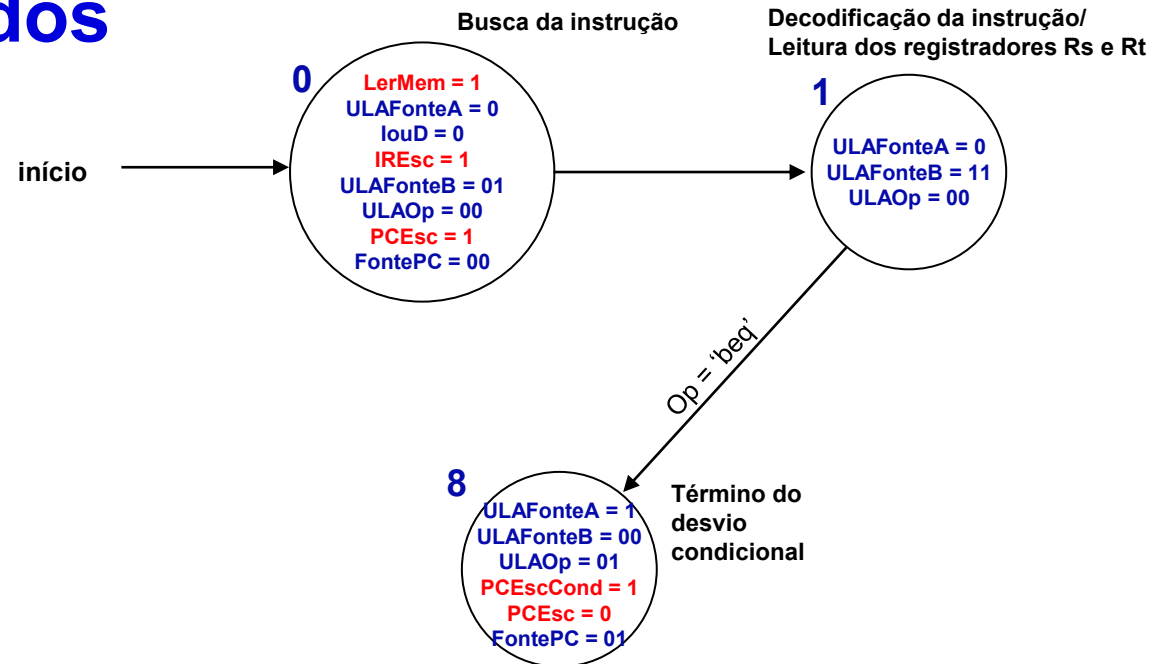 dos
Busca da instrução
Decodificação da instrução/
Leitura dos registradores Rs e Rt
0
LerMem = 1
ULAFonteA = 0
IouD = 0
IREsc = 1
ULAFonteB = 01
ULAOp = 00
PCEsc = 1
FontePC = 00
1
ULAFonteA = 0
ULAFonteB = 11
ULAOp = 00
início
Op = ‘beq’
8
ULAFonteA = 1
ULAFonteB = 00
ULAOp = 01
PCEscCond = 1
PCEsc = 0
FontePC = 01
Término do
desvio
condicional